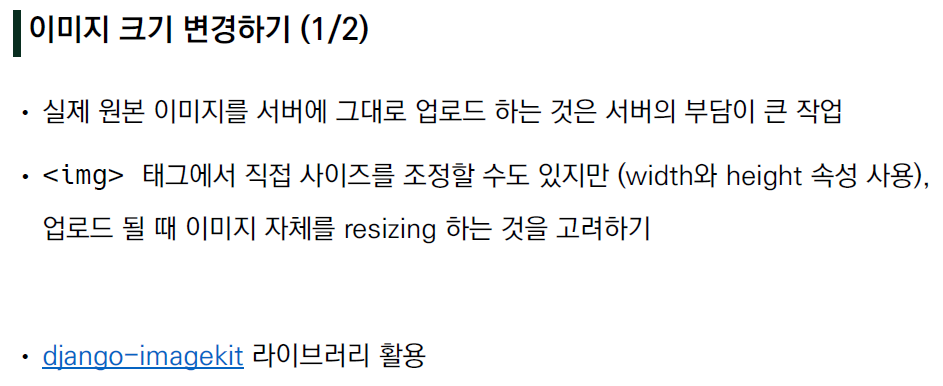 이미지 크기 변경하기 (1/2)
• 실제 원본 이미지를 서버에 그대로 업로드 하는 것은 서버의 부담이 큰 작업
• <img> 태그에서 직접 사이즈를 조정할 수도 있지만 (width와 height 속성 사용),
업로드 될 때 이미지 자체를 resizing 하는 것을 고려하기
• django-imagekit 라이브러리 활용